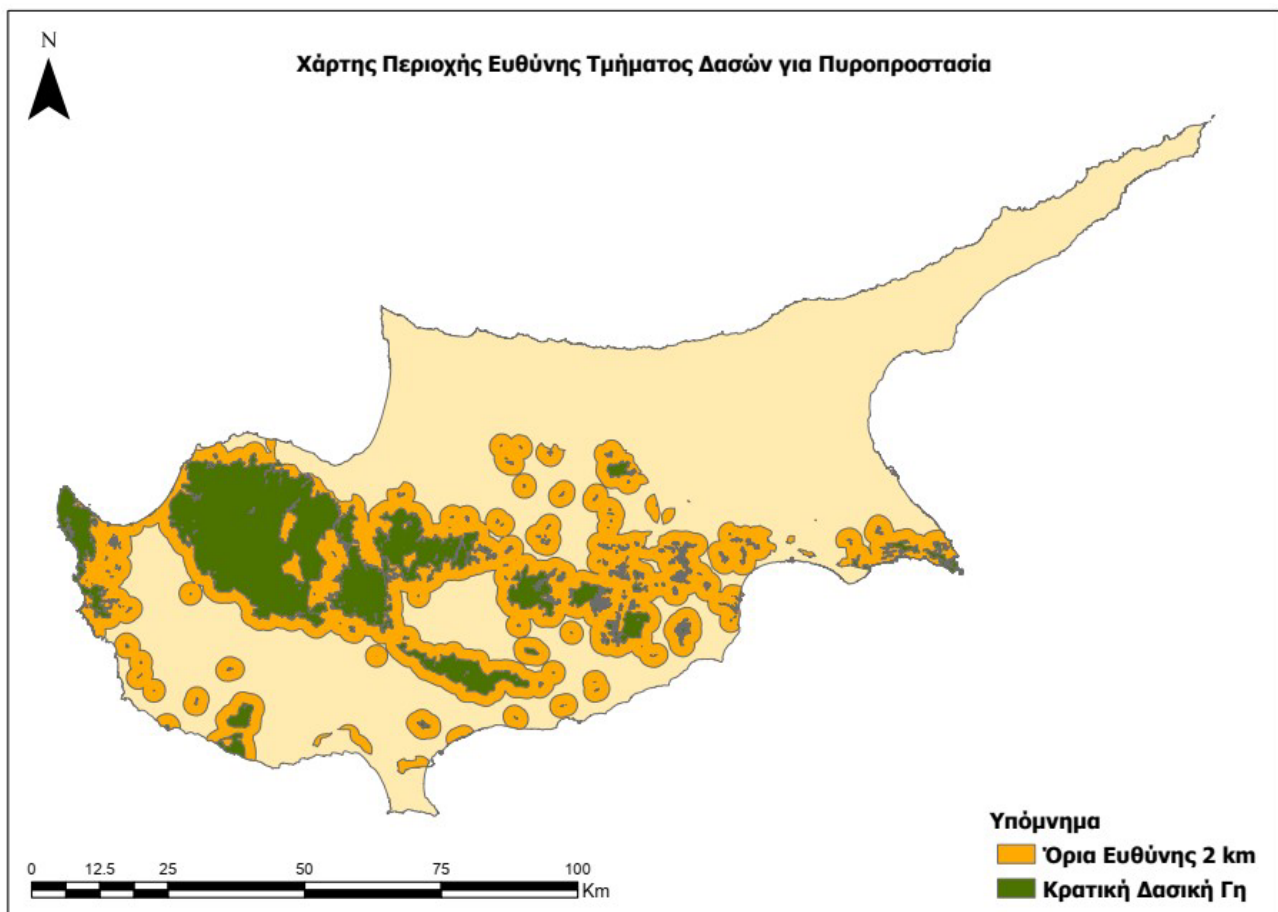 N
Χάρτης Περιοχής Ευθύνης Τμήματος Δασών για Πυροπροστασία
Υπόμνημα
Όρια Ευθύνης 2 km
Κρατική Δασική Γη
0 12.5 25 50 75 100
Km